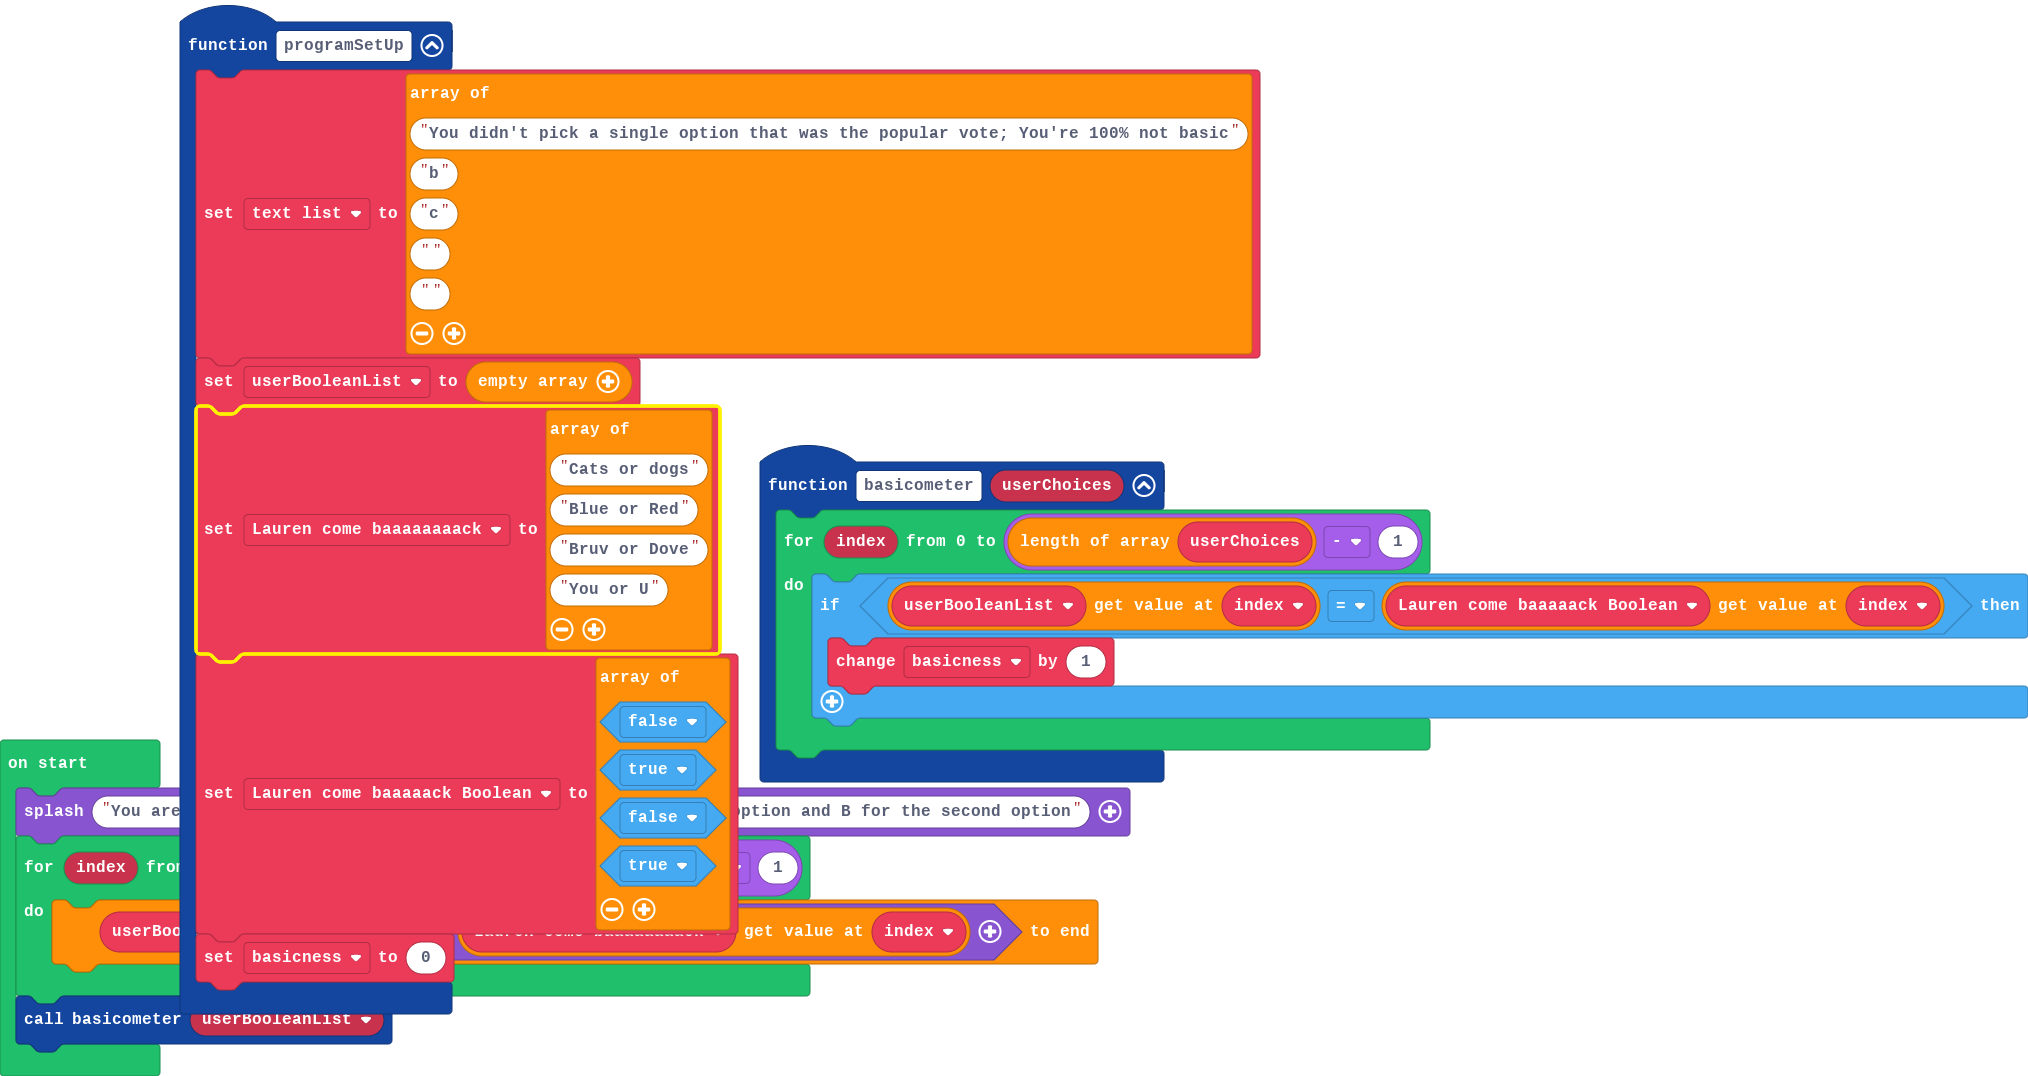 function programSetUp
array of
"You didn't pick a single option that was the popular vote; You're 100% not basic"
"b"
set text list to "c"
" "
" "
set userBooleanList to empty array
array of
"Cats or dogs"
"Blue or Red"
set Lauren come baaaaaaaack to
"Bruv or Dove"
"You or U"
set Lauren come baaaaack Boolean to
array of
false
true
false
true
set basicness to 0
function basicometer userChoices
for index from 0 to length of array userChoices - 1
do
if userBooleanList get value at index = Lauren come baaaaack Boolean get value at index then
change basicness by 1
on start
splash "You are option and B for the second option"
for index from 1
do
get value at index to end
call basicometer userBooleanList